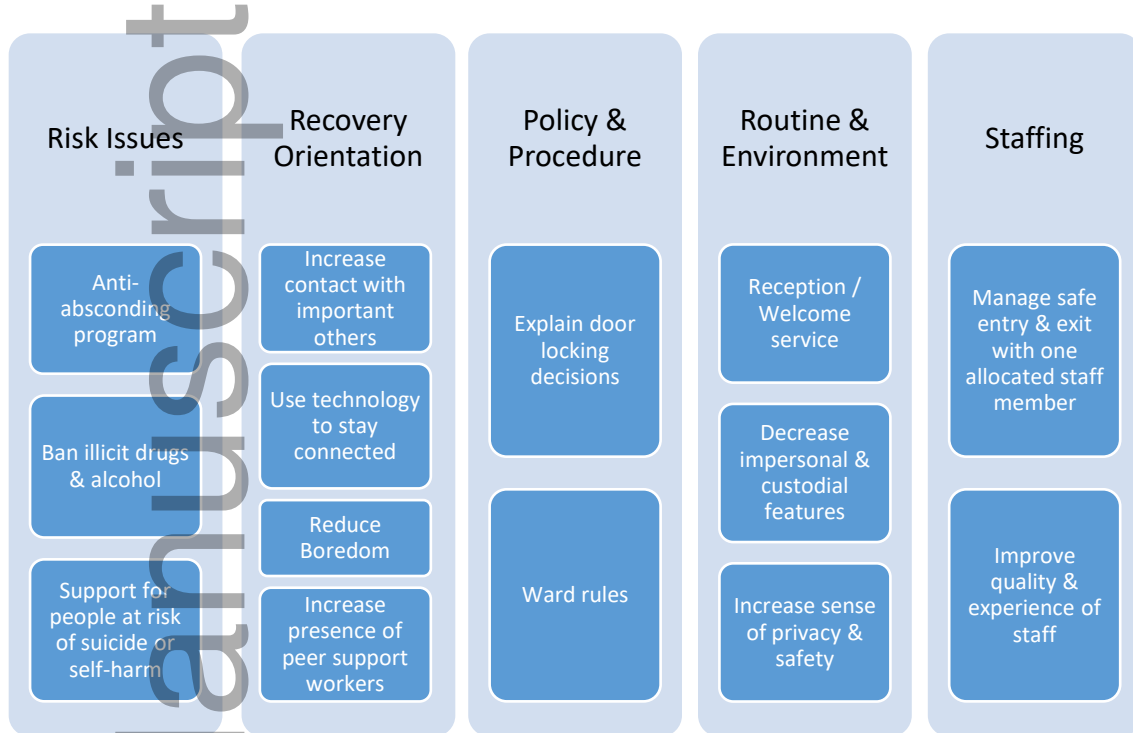 Risk Issues
Anti-
absconding
program
Ban illicit drugs
& alcohol
Support for
people at risk
of suicide or
self-harm
Recovery
Orientation
Increase
contact with
important
others
Use technology
to stay
connected
Reduce
Boredom
Increase
presence of
peer support
workers
Policy &
Procedure
Explain door
locking
decisions
Ward rules
Routine &
Environment
Reception /
Welcome
service
Decrease
impersonal &
custodial
features
Increase sense
of privacy &
safety
Staffing
Manage safe
entry & exit
with one
allocated staff
member
Improve
quality &
experience of
staff
anuscript